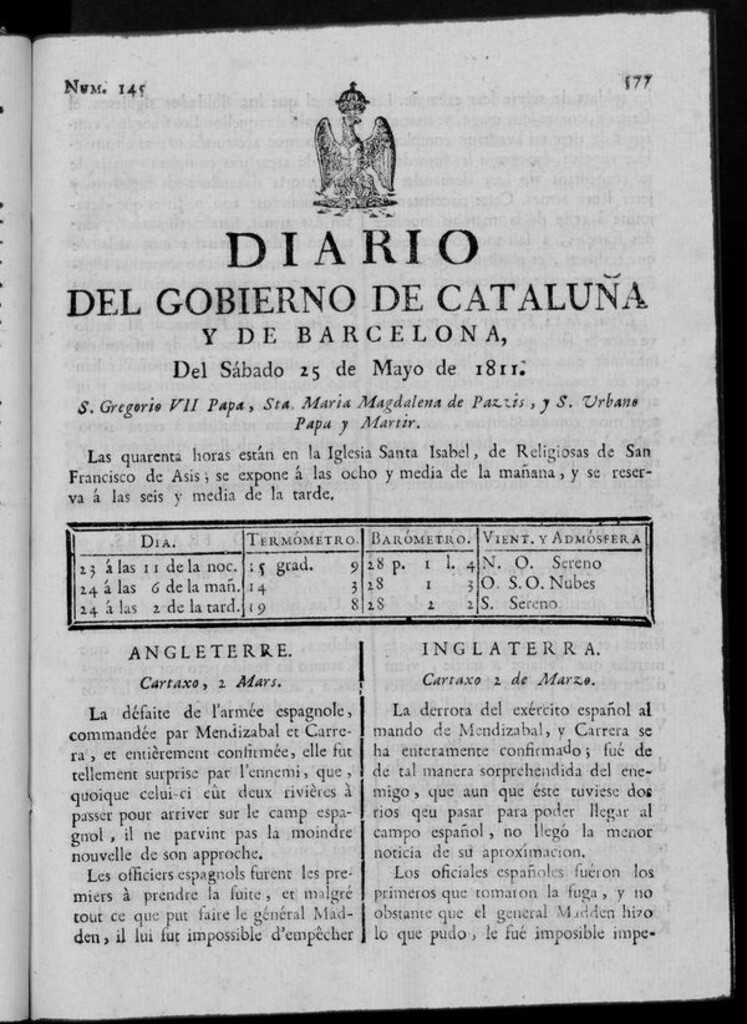 NUM. 145
577
DIARIO
DEL GOBIERNO DE CATALUÑA
Y DE BARCELONA,
Del Sábado 25 de Mayo de 1811.
S. Gregorio VII Papa, Sta. Maria Magdalena de Pazzis, y S. Urbano
Papa y Martir.
Las quarenta horas están en la Iglesia Santa Isabel, de Religiosas de San
Francisco de Asis; se expone á las ocho y media de la mañana, y se reser-
va á las seis y media de la tarde.
DIA. TERMÓMETRO. BARÓMETRO. VIENT. Y ADMÓSFERA
23 á las 11 de la noc. 15 grad. 9 28 p. 1 l. 4 N. O. Sereno
24 á las 6 de la mañ. 14 3 28 1 3 O. S. O. Nubes
24 á las 2 de la tard. 19 8 28 2 2 S. Sereno
ANGLETERRE.
Cartaxo, 2 Mars.
La défaite de l'armée espagnole,
commandée par Mendizabal et Carre-
ra, et entièrement confirmée, elle fut
tellement surprise par l'ennemi, que,
quoique celui-ci eût deux rivières à
passer pour arriver sur le camp espa-
gnol, il ne parvint pas la moindre
nouvelle de son approche.
Les officiers espagnols furent les pre-
miers à prendre la fuite, et malgré
tout ce que put faire le général Mad-
den, il lui fut impossible d'empêcher
INGLATERRA.
Cartaxo 2 de Marzo.
La derrota del exército español al
mando de Mendizabal, y Carrera se
ha enteramente confirmado; fué de
de tal manera sorprehendida del ene-
migo, que aun que éste tuviese dos
rios qeu pasar para poder llegar al
campo español, no llegó la menor
noticia de su aproximacion.
Los oficiales españoles fuéron los
primeros que tomaron la fuga, y no
obstante que el general Madden hizo
lo que pudo, le fué imposible impe-